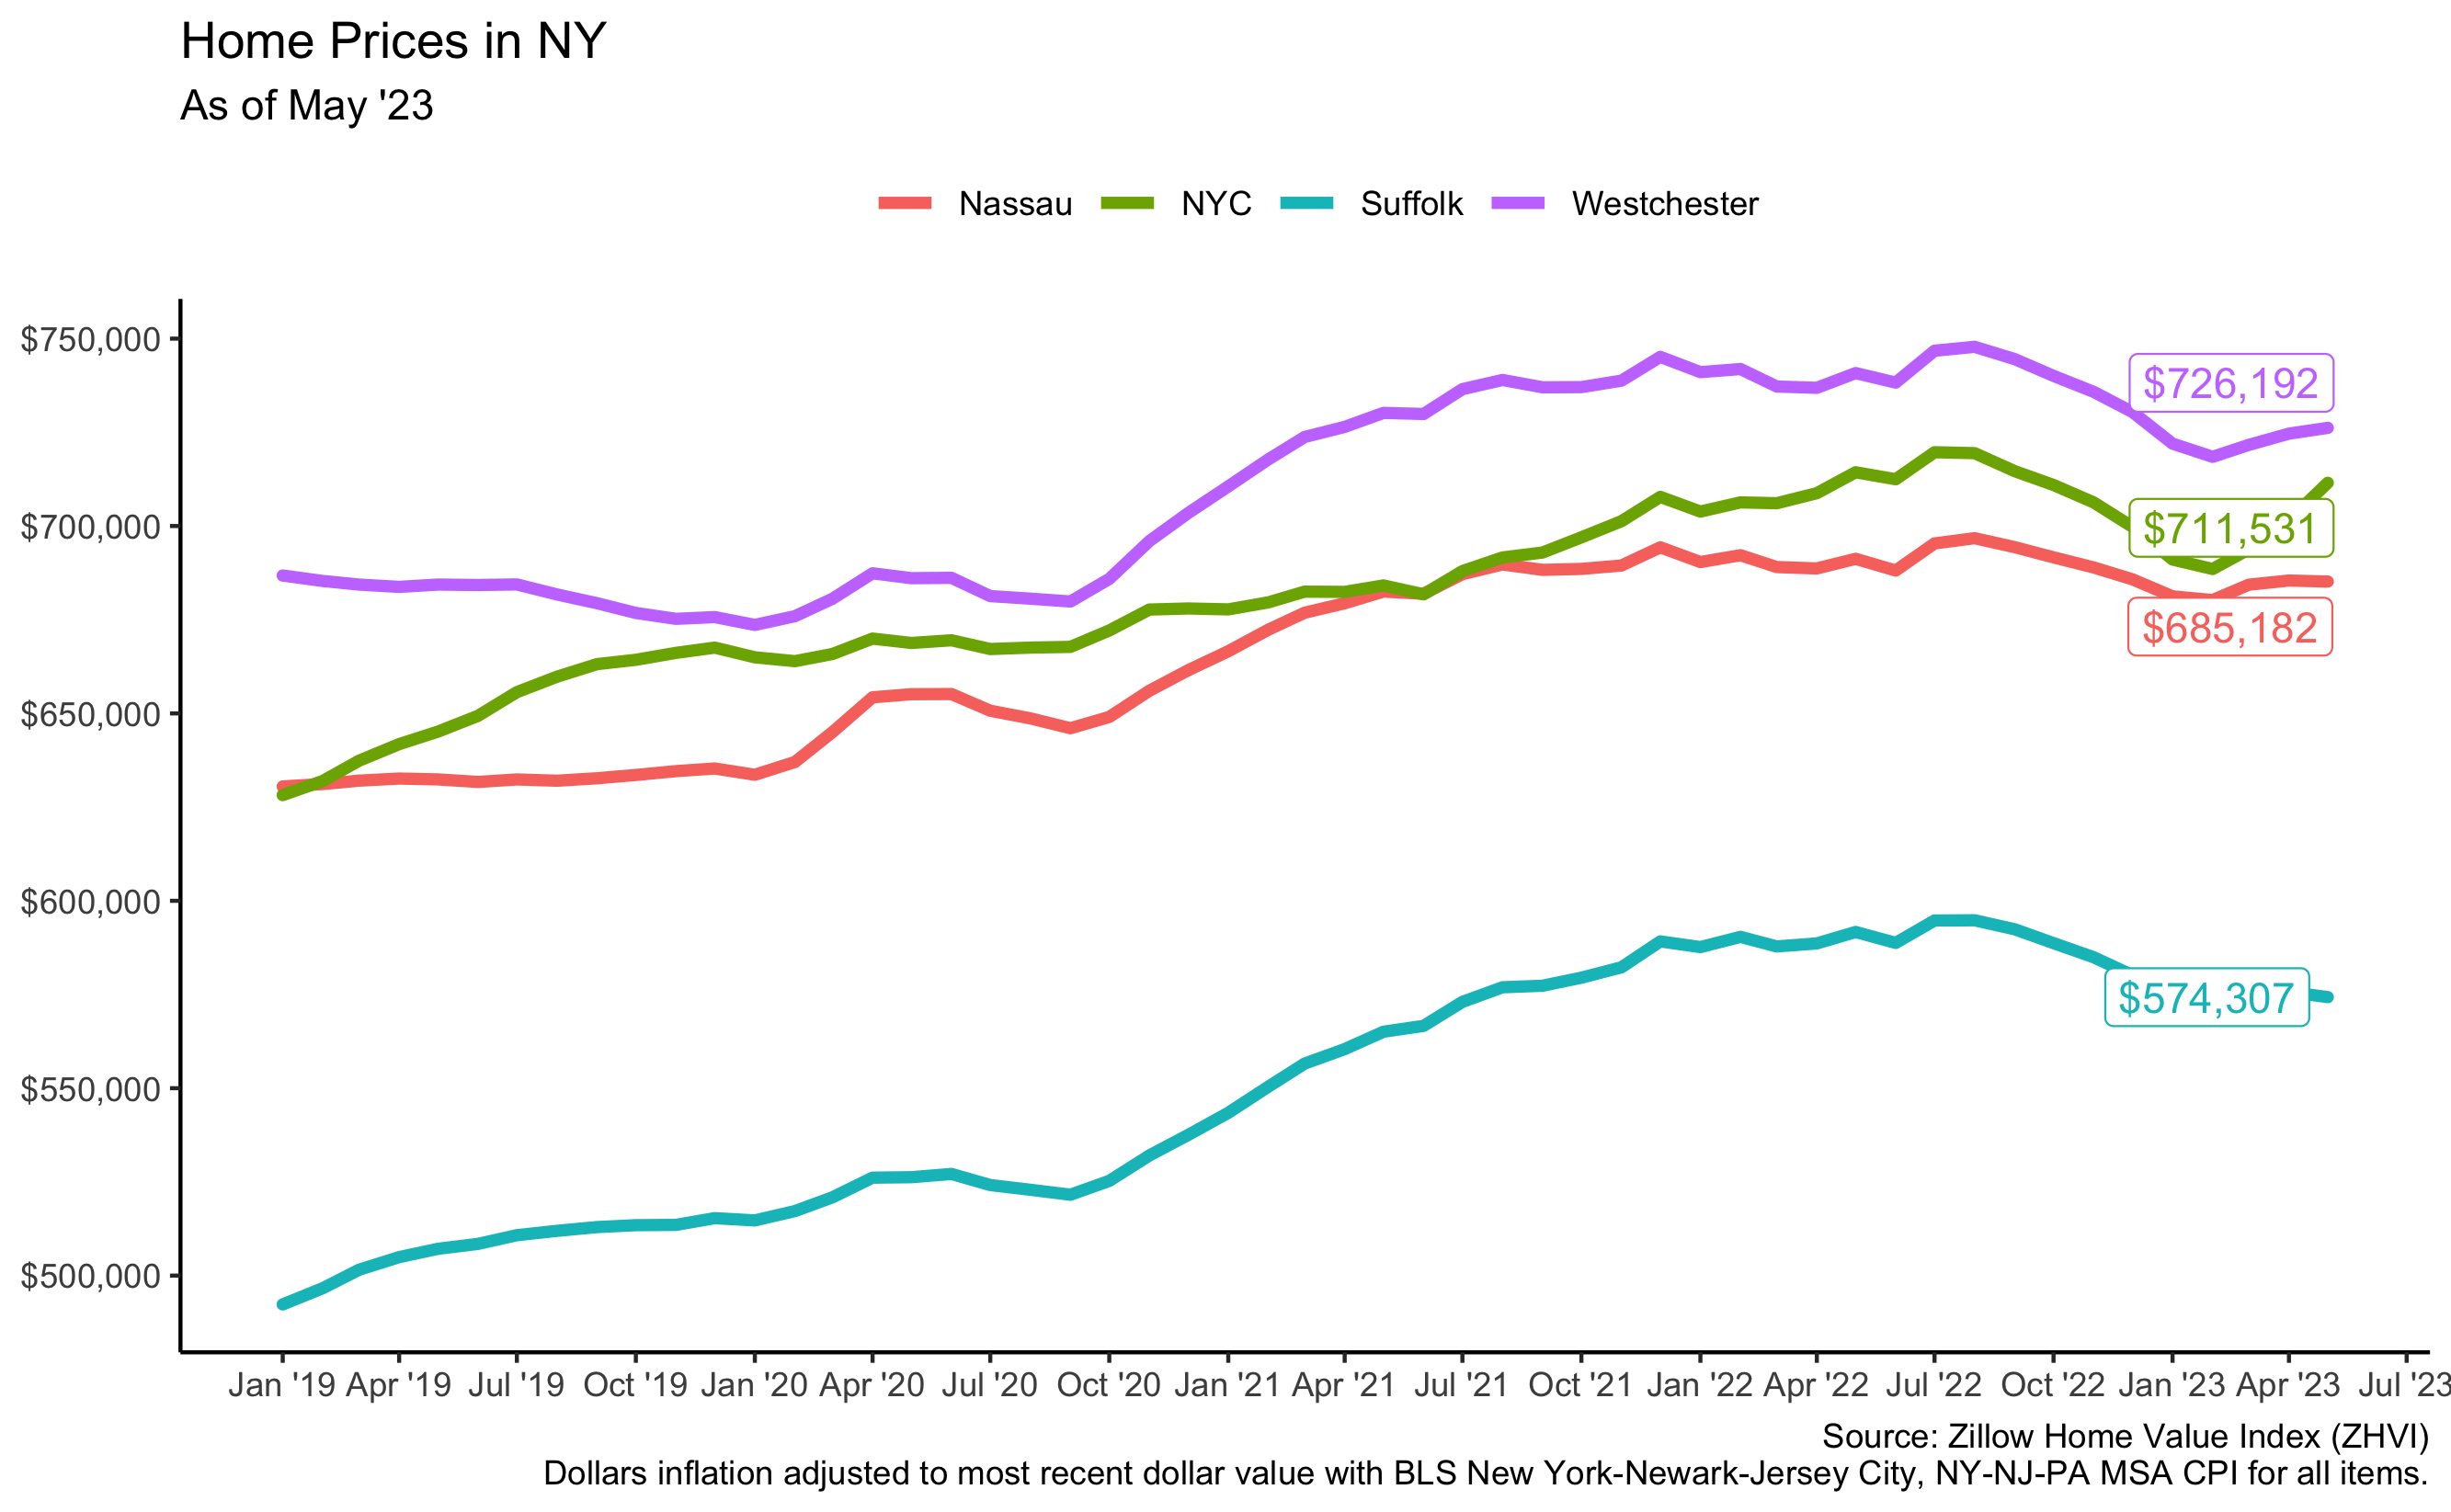 Home Prices in NY
As of May '23
Nassau NYC Suffolk Westchester
$750,000
$700,000
$650,000
$600,000
$550,000
$500,000
$726,192
$711,531
$685,182
$574,307
Jan '19 Apr '19 Jul '19 Oct '19 Jan '20 Apr '20 Jul '20 Oct '20 Jan '21 Apr '21 Jul '21 Oct '21 Jan '22 Apr '22 Jul '22 Oct '22 Jan '23 Apr '23 Jul '23
Source: Zillow Home Value Index (ZHVI)
Dollars inflation adjusted to most recent dollar value with BLS New York-Newark-Jersey City, NY-NJ-PA MSA CPI for all items.